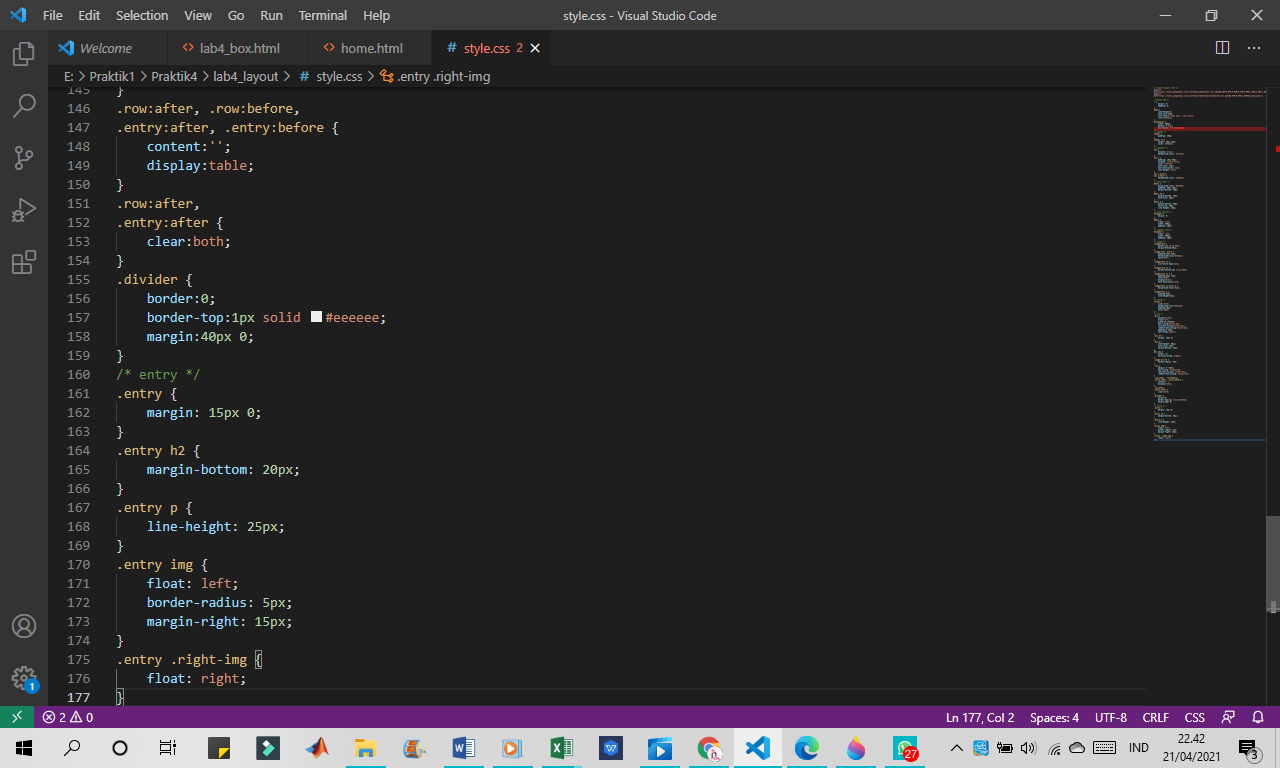 File Edit Selection View Go Run Terminal Help style.css - Visual Studio Code
Welcome lab4_box.html home.html # style.css 2
E: > Praktik1 > Praktik4 > lab4_layout > # style.css > .entry .right-img
145 }
146 .row:after, .row:before,
147 .entry:after, .entry:before {
148 content:'';
149 display:table;
150 }
151 .row:after,
152 .entry:after {
153 clear:both;
154 }
155 .divider {
156 border:0;
157 border-top:1px solid #eeeeee;
158 margin:40px 0;
159 }
160 /* entry */
161 .entry {
162 margin: 15px 0;
163 }
164 .entry h2 {
165 margin-bottom: 20px;
166 }
167 .entry p {
168 line-height: 25px;
169 }
170 .entry img {
171 float: left;
172 border-radius: 5px;
173 margin-right: 15px;
174 }
175 .entry .right-img {
176 float: right;
177 }
1
2 0 Ln 177, Col 2 Spaces: 4 UTF-8 CRLF CSS
27 IND 22.42
21/04/2021 3